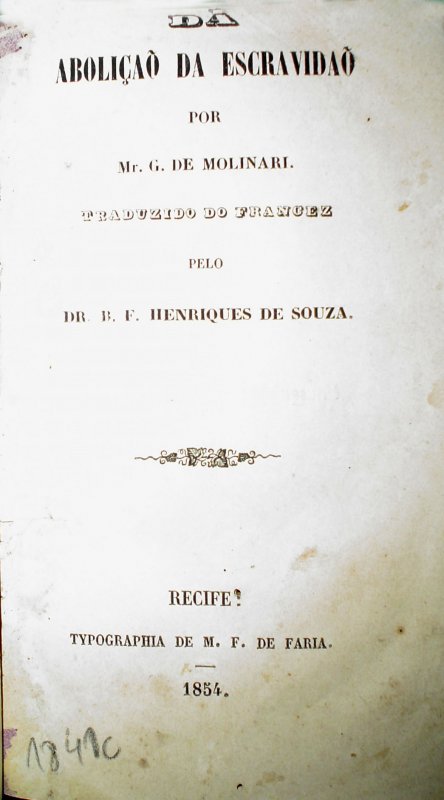 DA
ABOLIÇAÕ DA ESCRAVIDAÕ
POR
Mr. G. DE MOLINARI.
TRADUZIDO DO FRANCEZ
PELO
DR. B. F. HENRIQUES DE SOUZA.
RECIFE:
TYPOGRAPHIA DE M. F. DE FARIA.
1854.